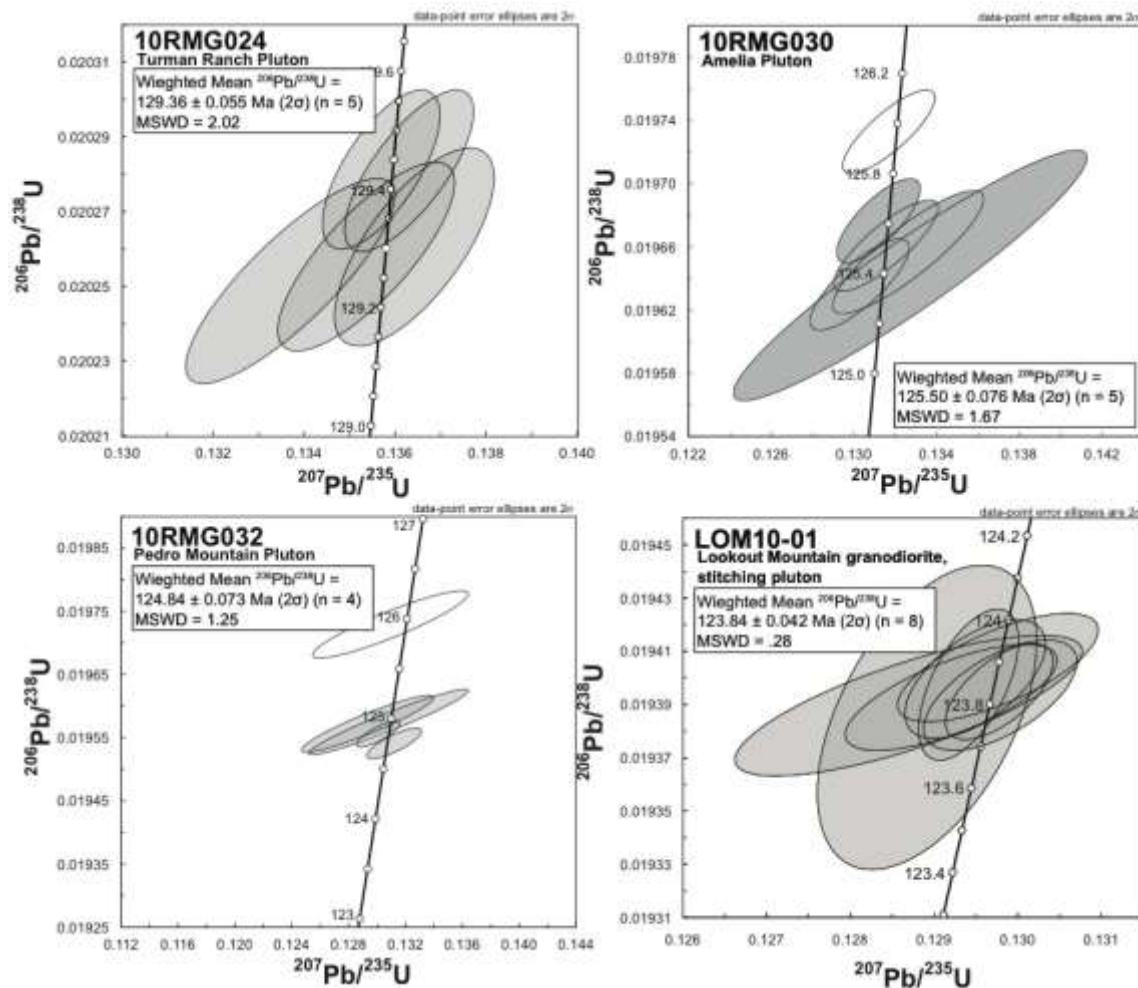 data-point error ellipses are 2σ
10RMG024
Turman Ranch Pluton
Wieghted Mean ²⁰⁶Pb/²³⁸U =
129.36 ± 0.055 Ma (2σ) (n = 5)
MSWD = 2.02
0.02031
0.02029
0.02027
0.02025
0.02023
0.02021
129.4
129.2
129.0
0.130
0.134
0.136
0.138
0.140
²⁰⁶Pb/²³⁸U
²⁰⁷Pb/²³⁵U
data-point error ellipses are 2σ
10RMG030
Amelia Pluton
126.2
125.8
125.4
125.0
Wieghted Mean ²⁰⁶Pb/²³⁸U =
125.50 ± 0.076 Ma (2σ) (n = 5)
MSWD = 1.67
0.01978
0.01974
0.01970
0.01966
0.01962
0.01958
0.01954
0.122
0.126
0.130
0.134
0.138
0.142
²⁰⁶Pb/²³⁸U
²⁰⁷Pb/²³⁵U
data-point error ellipses are 2σ
10RMG032
Pedro Mountain Pluton
Wieghted Mean ²⁰⁶Pb/²³⁸U =
124.84 ± 0.073 Ma (2σ) (n = 4)
MSWD = 1.25
127
126
125
124
123
0.01985
0.01975
0.01965
0.01955
0.01945
0.01935
0.01925
0.112
0.116
0.120
0.124
0.128
0.132
0.136
0.140
0.144
²⁰⁶Pb/²³⁸U
²⁰⁷Pb/²³⁵U
data-point error ellipses are 2σ
LOM10-01
Lookout Mountain granodiorite,
stitching pluton
Wieghted Mean ²⁰⁶Pb/²³⁸U =
123.84 ± 0.042 Ma (2σ) (n = 8)
MSWD = .28
124.2
124
123.8
123.6
123.4
0.01945
0.01943
0.01941
0.01939
0.01937
0.01935
0.01933
0.01931
0.126
0.127
0.128
0.129
0.130
0.131
²⁰⁶Pb/²³⁸U
²⁰⁷Pb/²³⁵U